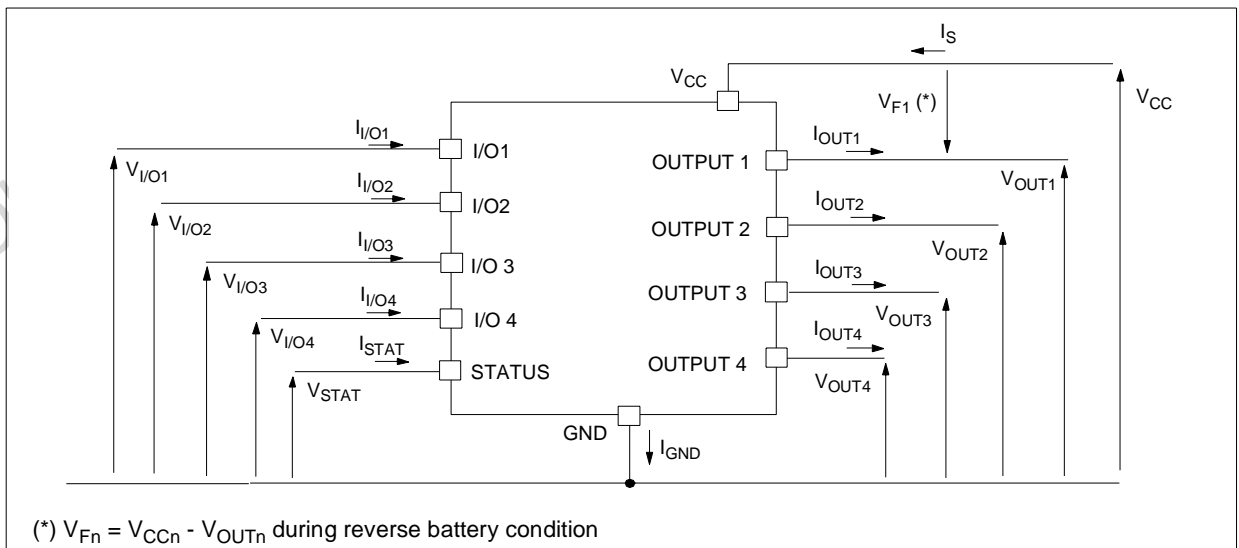 I_S
V_CC
V_F1 (*)
V_CC
I_I/O1
I/O1
V_I/O1
I_OUT1
OUTPUT 1
V_OUT1
I_I/O2
I/O2
V_I/O2
I_OUT2
OUTPUT 2
V_OUT2
I_I/O3
I/O 3
V_I/O3
I_OUT3
OUTPUT 3
V_OUT3
I_I/O4
I/O 4
V_I/O4
I_OUT4
OUTPUT 4
V_OUT4
I_STAT
STATUS
V_STAT
GND
I_GND
(*) V_Fn = V_CCn - V_OUTn during reverse battery condition